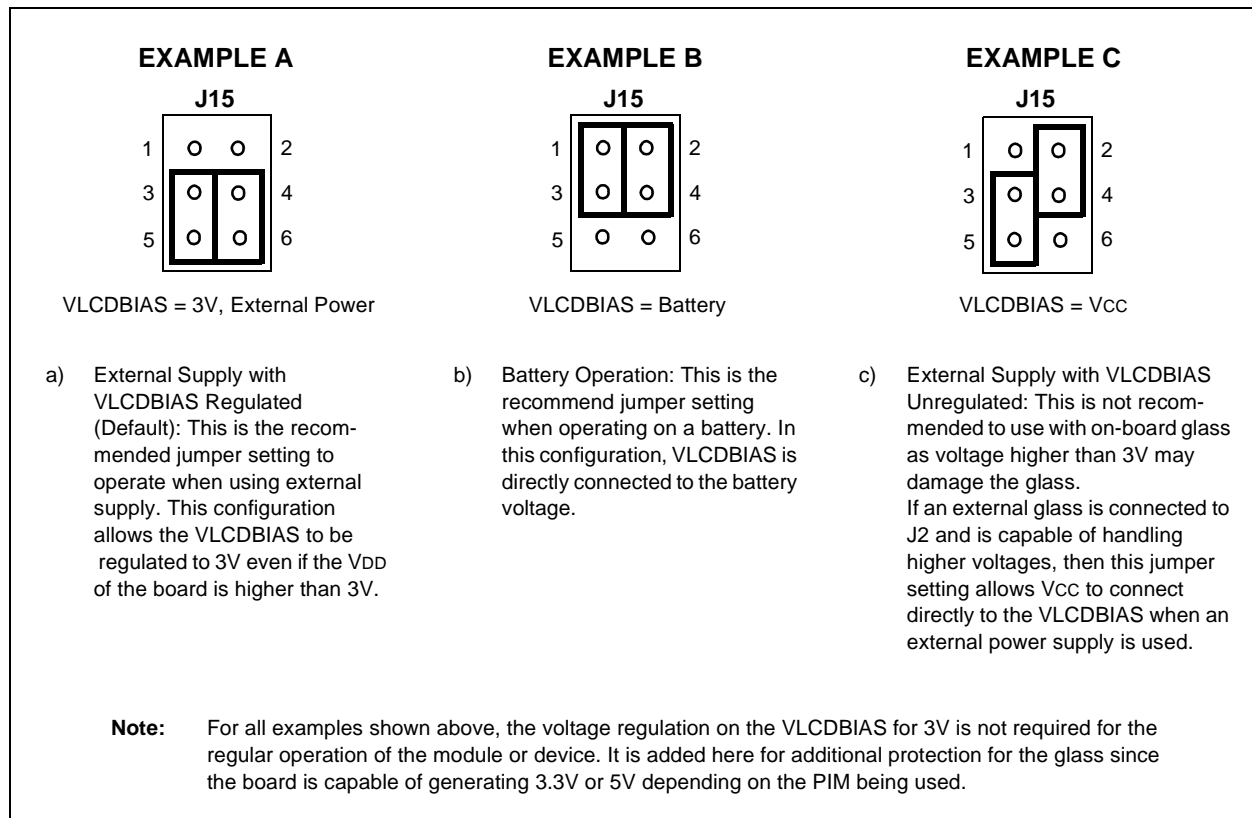 EXAMPLE A
J15
1 2
3 4
5 6
VLCDBIAS = 3V, External Power
a) External Supply with
VLCDBIAS Regulated
(Default): This is the recom-
mended jumper setting to
operate when using external
supply. This configuration
allows the VLCDBIAS to be
regulated to 3V even if the VDD
of the board is higher than 3V.
EXAMPLE B
J15
1 2
3 4
5 6
VLCDBIAS = Battery
b) Battery Operation: This is the
recommend jumper setting
when operating on a battery. In
this configuration, VLCDBIAS is
directly connected to the battery
voltage.
EXAMPLE C
J15
1 2
3 4
5 6
VLCDBIAS = VCC
c) External Supply with VLCDBIAS
Unregulated: This is not recom-
mended to use with on-board glass
as voltage higher than 3V may
damage the glass.
If an external glass is connected to
J2 and is capable of handling
higher voltages, then this jumper
setting allows VCC to connect
directly to the VLCDBIAS when an
external power supply is used.
Note: For all examples shown above, the voltage regulation on the VLCDBIAS for 3V is not required for the
regular operation of the module or device. It is added here for additional protection for the glass since
the board is capable of generating 3.3V or 5V depending on the PIM being used.